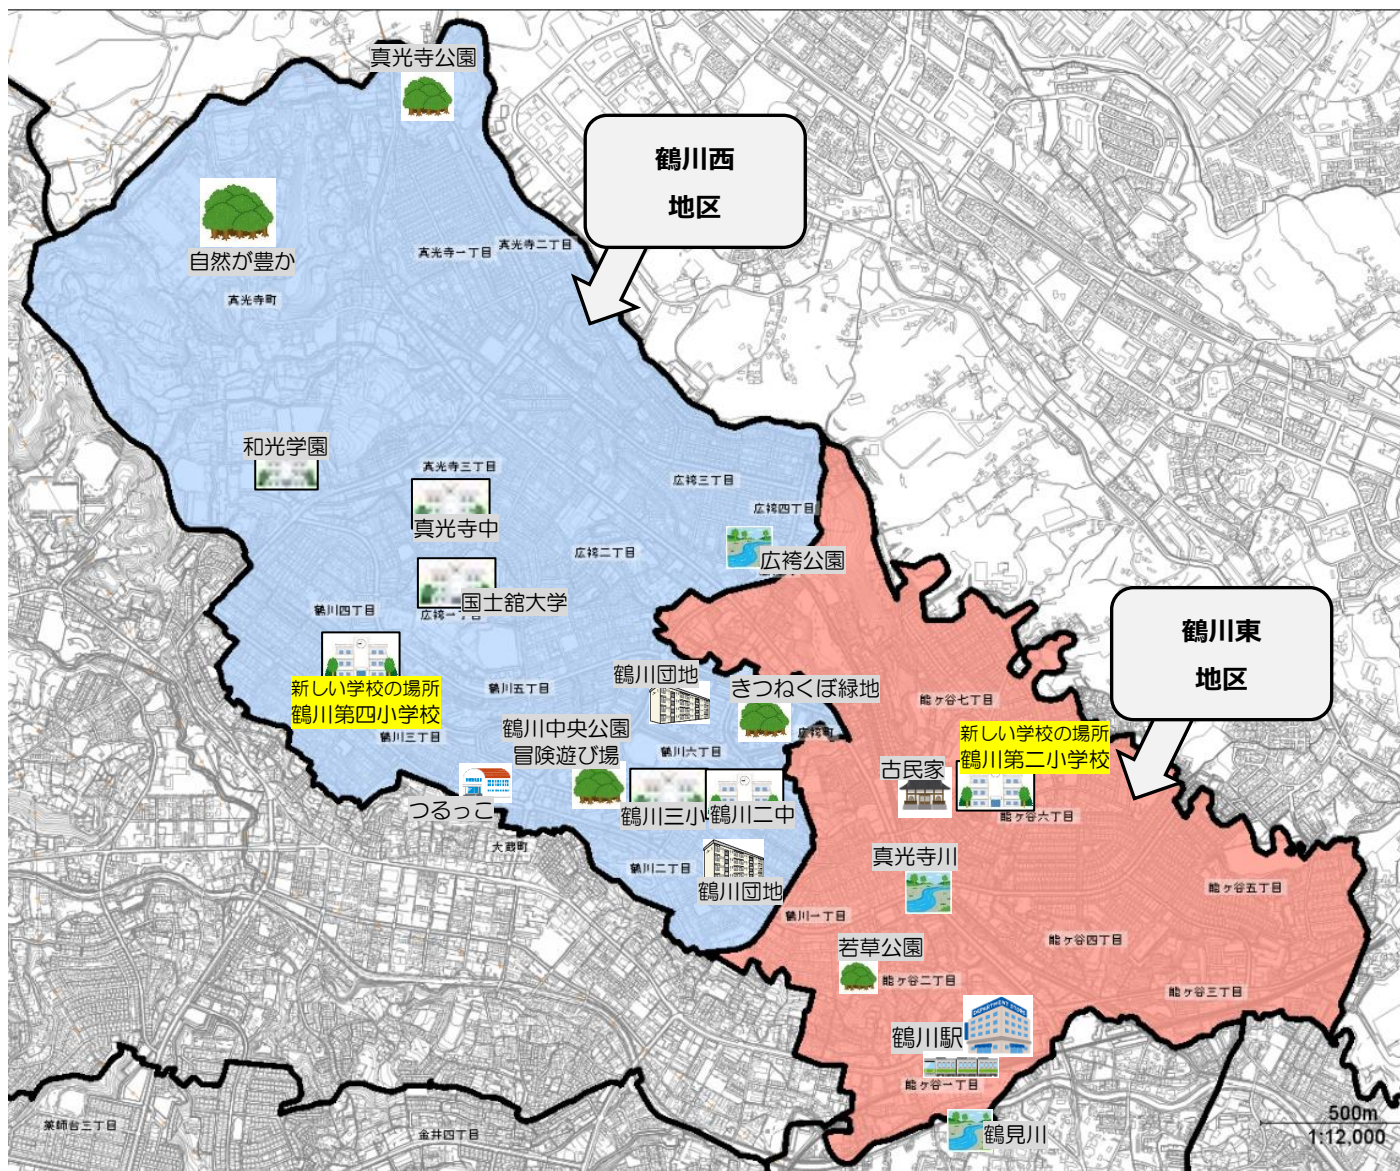 真光寺公園
鶴川西
地区
自然が豊か
真光寺一丁目
真光寺二丁目
真光寺町
和光学園
真光寺三丁目
真光寺中
広袴三丁目
広袴四丁目
広袴二丁目
広袴公園
国士舘大学
鶴川四丁目
広袴一丁目
新しい学校の場所
鶴川第四小学校
鶴川五丁目
鶴川三丁目
鶴川団地
きつねくぼ緑地
広袴町
鶴川中央公園
冒険遊び場
鶴川六丁目
つるっこ
鶴川三小
鶴川二中
大蔵町
鶴川二丁目
鶴川団地
鶴川東
地区
能ヶ谷七丁目
新しい学校の場所
鶴川第二小学校
古民家
能ヶ谷六丁目
真光寺川
能ヶ谷五丁目
鶴川一丁目
若草公園
能ヶ谷四丁目
能ヶ谷二丁目
能ヶ谷三丁目
DEPARTMENT STORE
鶴川駅
能ヶ谷一丁目
鶴見川
薬師台三丁目
金井四丁目
500m
1:12,000